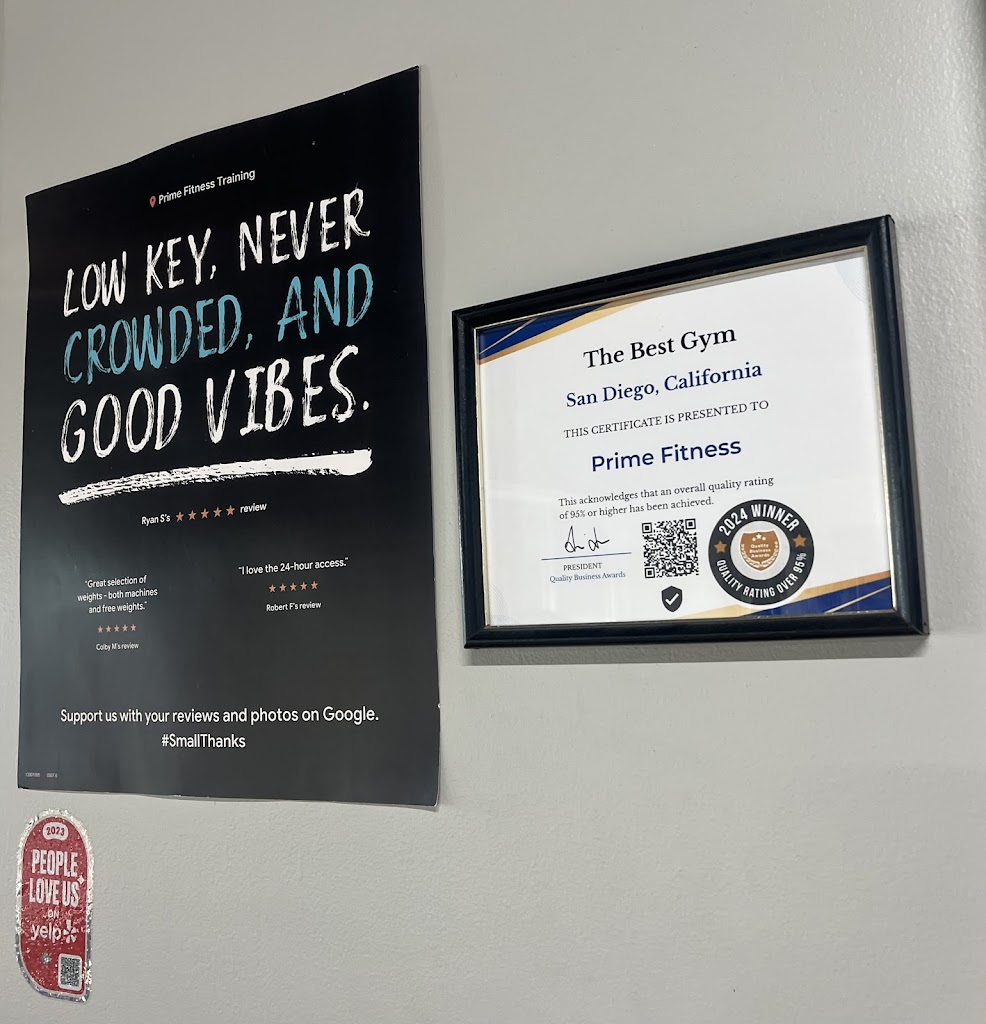 Prime Fitness Training
LOW KEY, NEVER
CROWDED, AND
GOOD VIBES.
Ryan S's ★★★★★ review
"Great selection of
weights - both machines
and free weights."
★★★★★
Colby M's review
"I love the 24-hour access."
★★★★★
Robert F's review
Support us with your reviews and photos on Google.
#SmallThanks
The Best Gym
San Diego, California
THIS CERTIFICATE IS PRESENTED TO
Prime Fitness
This acknowledges that an overall quality rating
of 95% or higher has been achieved.
PRESIDENT
Quality Business Awards
2024 WINNER
Quality
Business
Awards
QUALITY RATING OVER 95%
2023
PEOPLE
LOVE US
ON
yelp